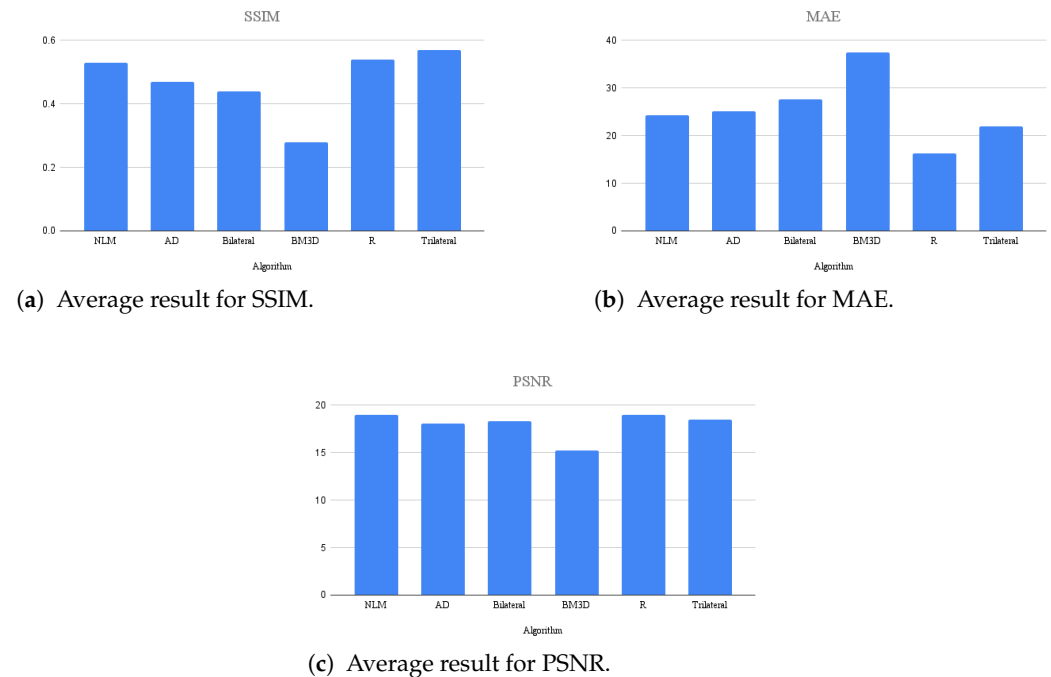 SSIM
0.6
0.4
0.2
0.0
NLM AD Bilateral BM3D R Trilateral
Algorithm
(a) Average result for SSIM.
MAE
40
30
20
10
0
NLM AD Bilateral BM3D R Trilateral
Algorithm
(b) Average result for MAE.
PSNR
20
15
10
5
0
NLM AD Bilateral BM3D R Trilateral
Algorithm
(c) Average result for PSNR.